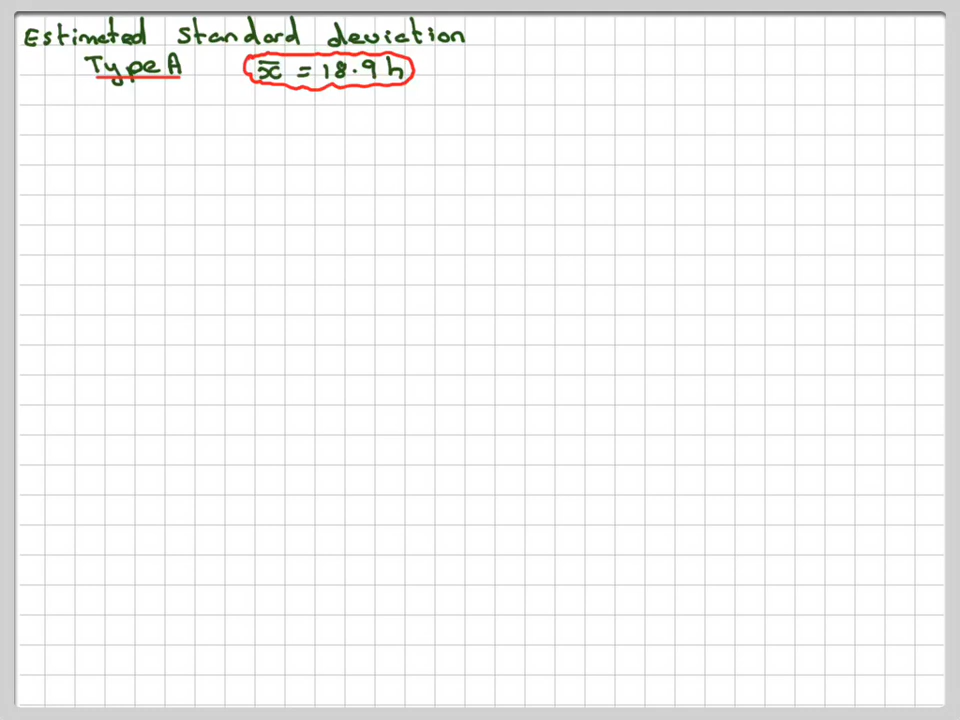 Estimated standard deviation
Type A x̄ = 18.9 h